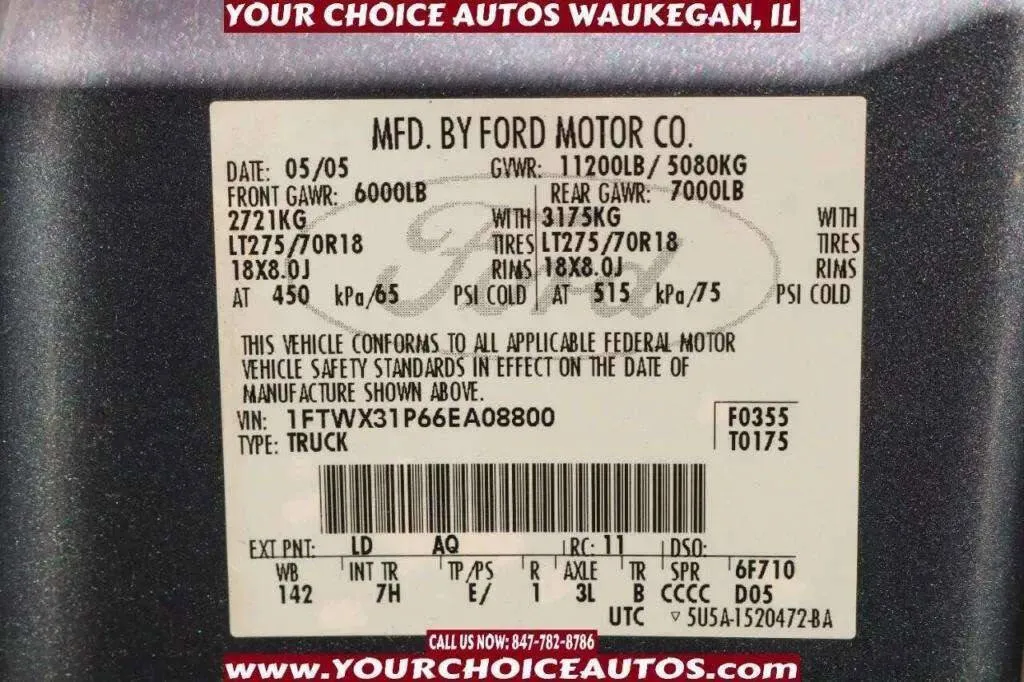 YOUR CHOICE AUTOS WAUKEGAN, IL
MFD. BY FORD MOTOR CO.
DATE: 05/05 GVWR: 11200LB/ 5080KG
FRONT GAWR: 6000LB REAR GAWR: 7000LB
2721KG WITH 3175KG WITH
LT275/70R18 TIRES LT275/70R18 TIRES
18X8.0J RIMS 18X8.0J RIMS
AT 450 kPa/65 PSI COLD AT 515 kPa/75 PSI COLD
Ford
THIS VEHICLE CONFORMS TO ALL APPLICABLE FEDERAL MOTOR
VEHICLE SAFETY STANDARDS IN EFFECT ON THE DATE OF
MANUFACTURE SHOWN ABOVE.
VIN: 1FTWX31P66EA08800 F0355
TYPE: TRUCK T0175
EXT PNT: LD AQ RC: 11 DSO:
WB INT TR TP/PS R AXLE TR SPR 6F710
142 7H E/ 1 3L B CCCC D05
UTC ▽ 5U5A-1520472-BA
CALL US NOW: 847-782-8786
www.YOURCHOICEAUTOS.com